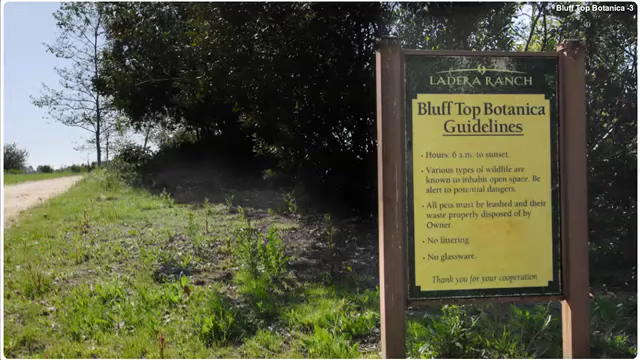 Bluff Top Botanica -3
LADERA RANCH
Bluff Top Botanica
Guidelines
• Hours: 6 a.m. to sunset.
• Various types of wildlife are
known to inhabit open space. Be
alert to potential dangers.
• All pets must be leashed and their
waste properly disposed of by
Owner.
• No littering
• No glassware.
Thank you for your cooperation